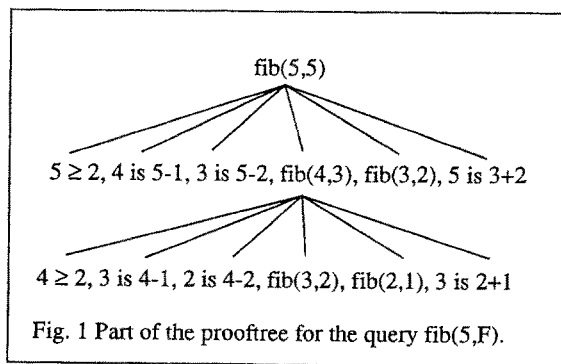 fib(5,5)
5 ≥ 2, 4 is 5-1, 3 is 5-2, fib(4,3), fib(3,2), 5 is 3+2
4 ≥ 2, 3 is 4-1, 2 is 4-2, fib(3,2), fib(2,1), 3 is 2+1
Fig. 1 Part of the prooftree for the query fib(5,F).